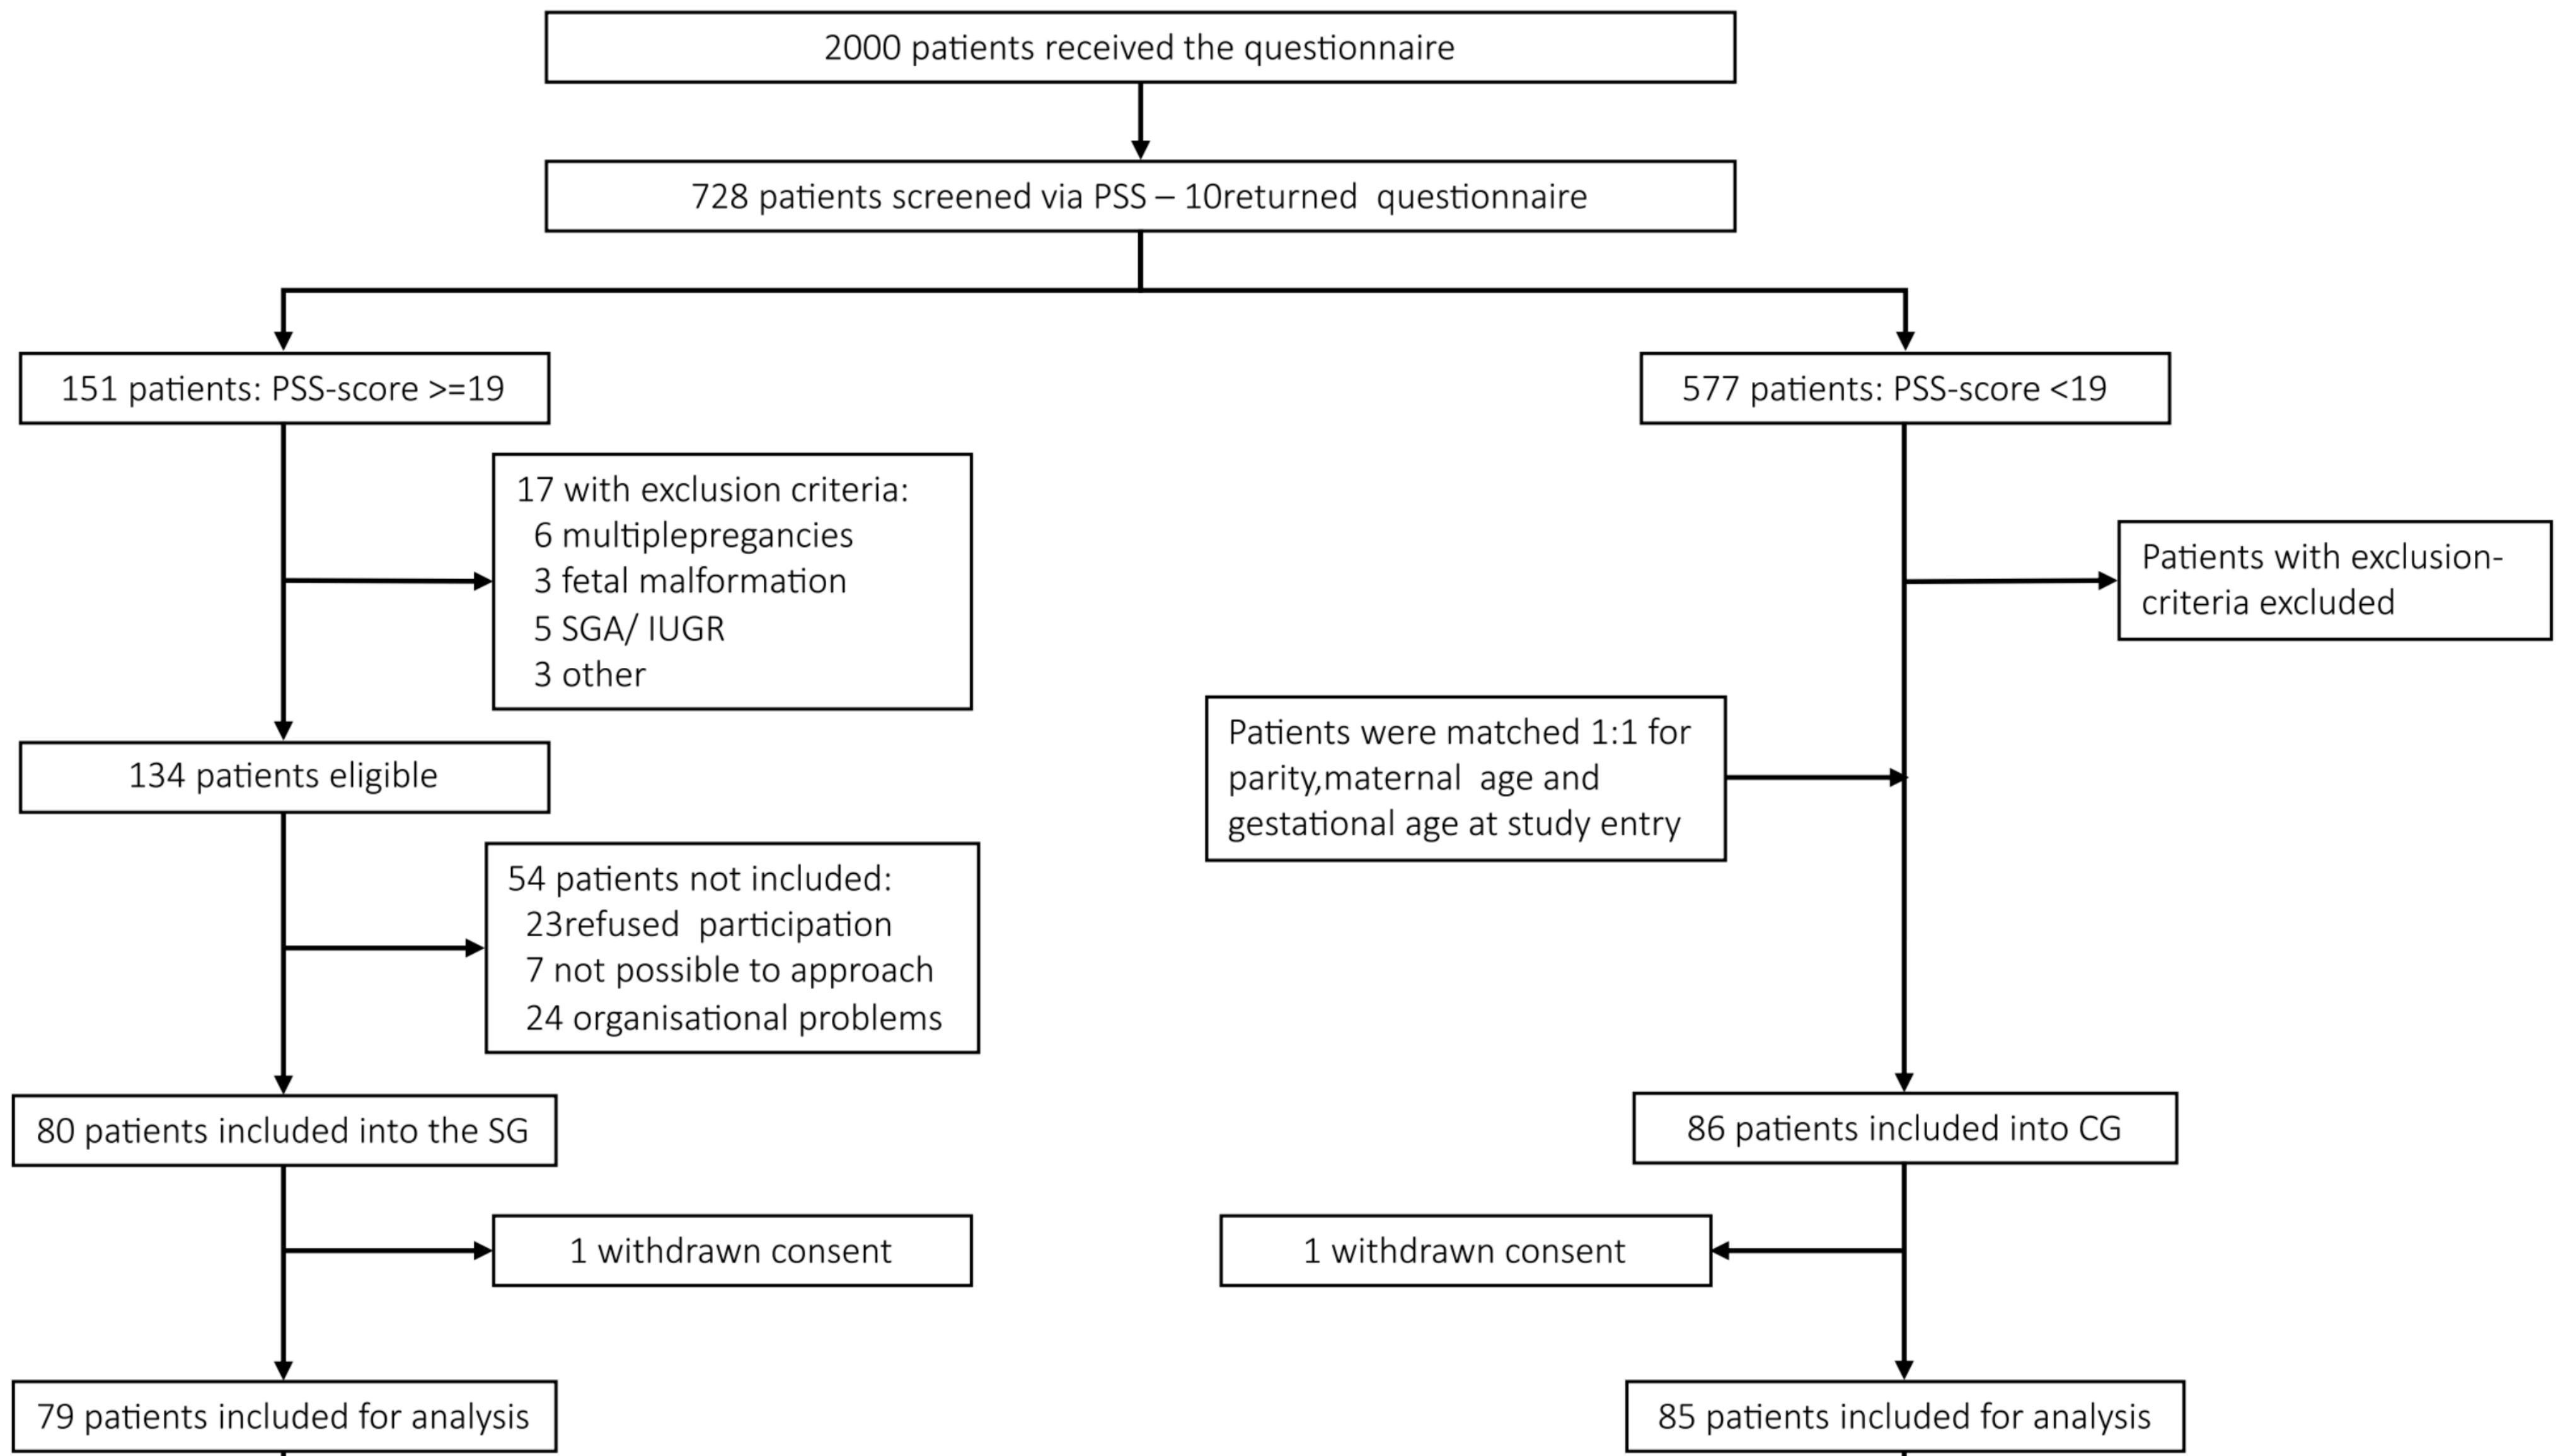 2000 patients received the questionnaire
728 patients screened via PSS – 10returned questionnaire
151 patients: PSS-score >=19
577 patients: PSS-score <19
17 with exclusion criteria:
6 multiplepregancies
3 fetal malformation
5 SGA/ IUGR
3 other
Patients with exclusion-
criteria excluded
134 patients eligible
Patients were matched 1:1 for
parity,maternal age and
gestational age at study entry
54 patients not included:
23refused participation
7 not possible to approach
24 organisational problems
80 patients included into the SG
86 patients included into CG
1 withdrawn consent
1 withdrawn consent
79 patients included for analysis
85 patients included for analysis